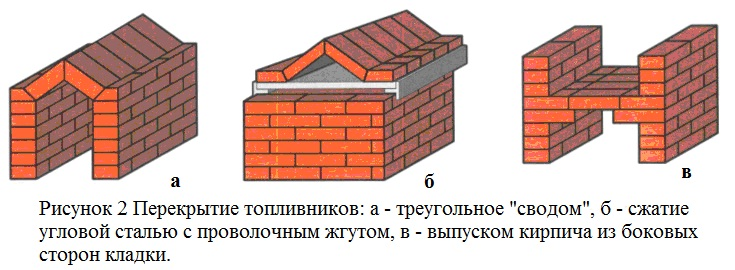 а
б
в
Рисунок 2 Перекрытие топливников: а - треугольное "сводом", б - сжатие
угловой сталью с проволочным жгутом, в - выпуском кирпича из боковых
сторон кладки.